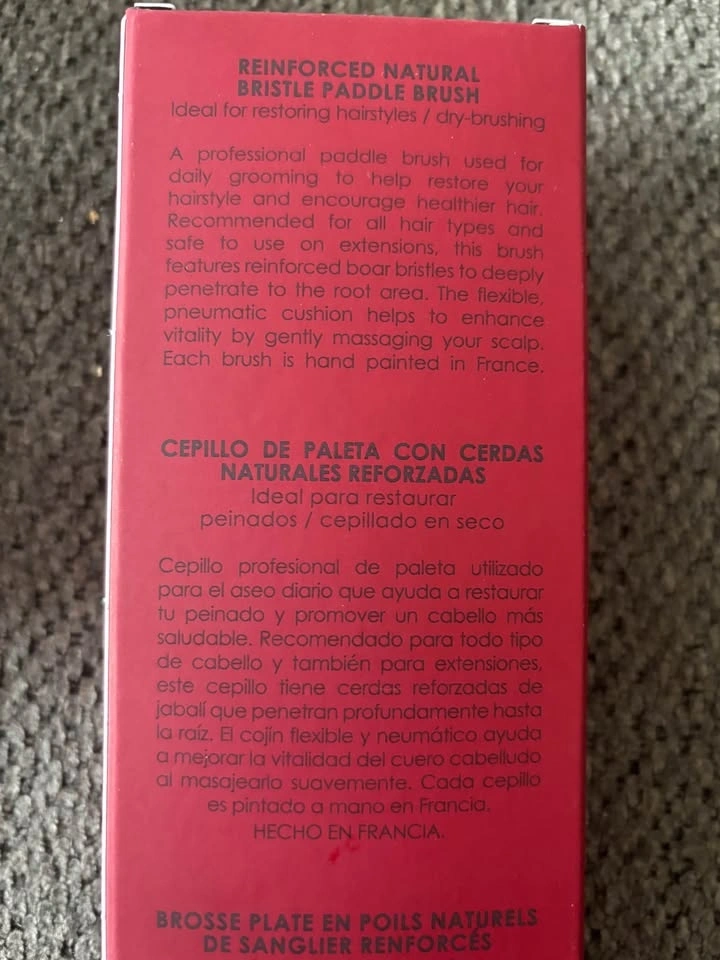 REINFORCED NATURAL
BRISTLE PADDLE BRUSH
Ideal for restoring hairstyles / dry-brushing
A professional paddle brush used for
daily grooming to help restore your
hairstyle and encourage healthier hair.
Recommended for all hair types and
safe to use on extensions, this brush
features reinforced boar bristles to deeply
penetrate to the root area. The flexible,
pneumatic cushion helps to enhance
vitality by gently massaging your scalp.
Each brush is hand painted in France.
CEPILLO DE PALETA CON CERDAS
NATURALES REFORZADAS
Ideal para restaurar
peinados / cepillado en seco
Cepillo profesional de paleta utilizado
para el aseo diario que ayuda a restaurar
tu peinado y promover un cabello más
saludable. Recomendado para todo tipo
de cabello y también para extensiones,
este cepillo tiene cerdas reforzadas de
jabalí que penetran profundamente hasta
la raíz. El cojín flexible y neumático ayuda
a mejorar la vitalidad del cuero cabelludo
al masajearlo suavemente. Cada cepillo
es pintado a mano en Francia.
HECHO EN FRANCIA.
BROSSE PLATE EN POILS NATURELS
DE SANGLIER RENFORCÉS